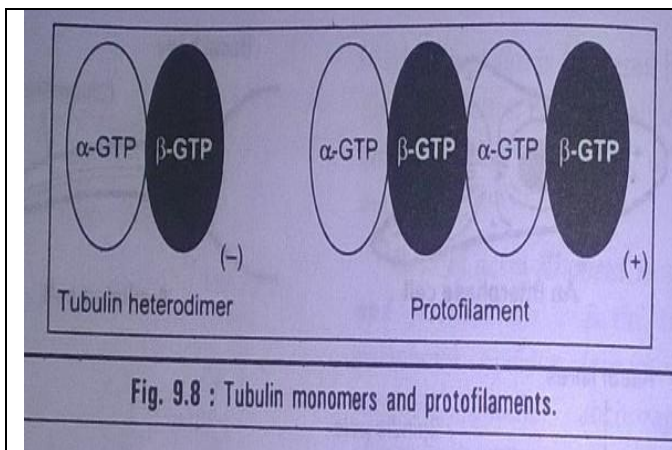 α-GTP β-GTP α-GTP β-GTP α-GTP β-GTP
(–) (+)
Tubulin heterodimer Protofilament
Fig. 9.8 : Tubulin monomers and protofilaments.